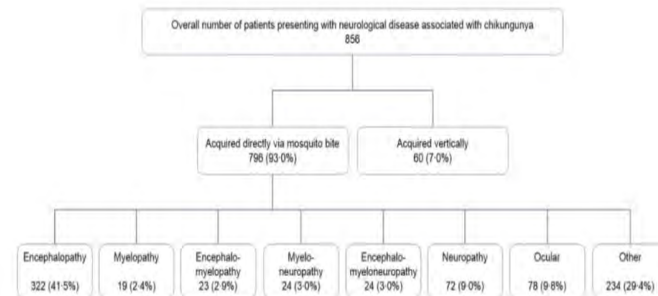 Overall number of patients presenting with neurological disease associated with chikungunya
856
Acquired directly via mosquito bite
796 (93·0%)
Acquired vertically
60 (7·0%)
Encephalopathy
322 (41·5%)
Myelopathy
19 (2·4%)
Encephalo-
myelopathy
23 (2·9%)
Myelo-
neuropathy
24 (3·0%)
Encephalo-
myeloneuropathy
24 (3·0%)
Neuropathy
72 (9·0%)
Ocular
78 (9·8%)
Other
234 (29·4%)